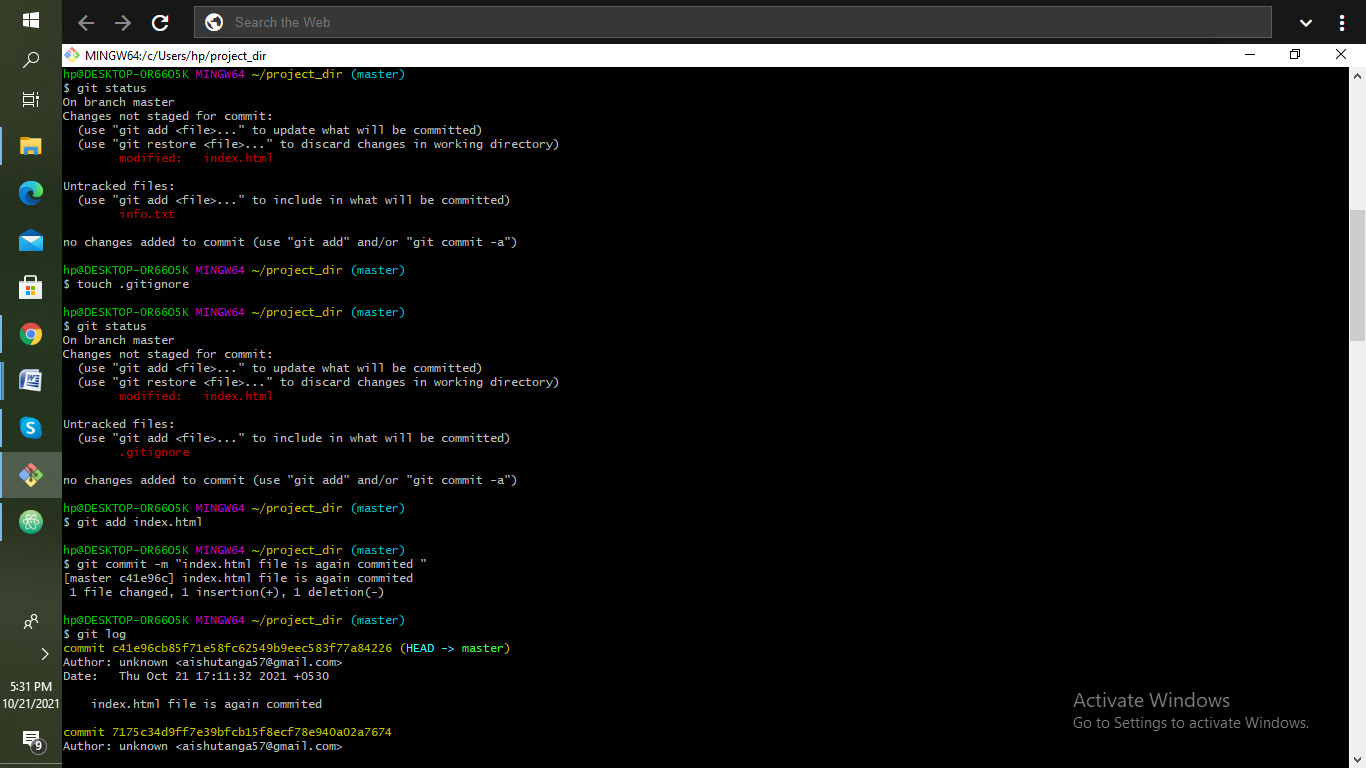 Search the Web
MINGW64:/c/Users/hp/project_dir
hp@DESKTOP-OR66O5K MINGW64 ~/project_dir (master)
$ git status
On branch master
Changes not staged for commit:
  (use "git add <file>..." to update what will be committed)
  (use "git restore <file>..." to discard changes in working directory)
        modified:   index.html

Untracked files:
  (use "git add <file>..." to include in what will be committed)
        info.txt

no changes added to commit (use "git add" and/or "git commit -a")

hp@DESKTOP-OR66O5K MINGW64 ~/project_dir (master)
$ touch .gitignore

hp@DESKTOP-OR66O5K MINGW64 ~/project_dir (master)
$ git status
On branch master
Changes not staged for commit:
  (use "git add <file>..." to update what will be committed)
  (use "git restore <file>..." to discard changes in working directory)
        modified:   index.html

Untracked files:
  (use "git add <file>..." to include in what will be committed)
        .gitignore

no changes added to commit (use "git add" and/or "git commit -a")

hp@DESKTOP-OR66O5K MINGW64 ~/project_dir (master)
$ git add index.html

hp@DESKTOP-OR66O5K MINGW64 ~/project_dir (master)
$ git commit -m "index.html file is again commited "
[master c41e96c] index.html file is again commited
 1 file changed, 1 insertion(+), 1 deletion(-)

hp@DESKTOP-OR66O5K MINGW64 ~/project_dir (master)
$ git log
commit c41e96cb85f71e58fc62549b9eec583f77a84226 (HEAD -> master)
Author: unknown <aishutanga57@gmail.com>
Date:   Thu Oct 21 17:11:32 2021 +0530

    index.html file is again commited

commit 7175c34d9ff7e39bfcb15f8ecf78e940a02a7674
Author: unknown <aishutanga57@gmail.com>
W
S
5:31 PM
10/21/2021
9
Activate Windows
Go to Settings to activate Windows.